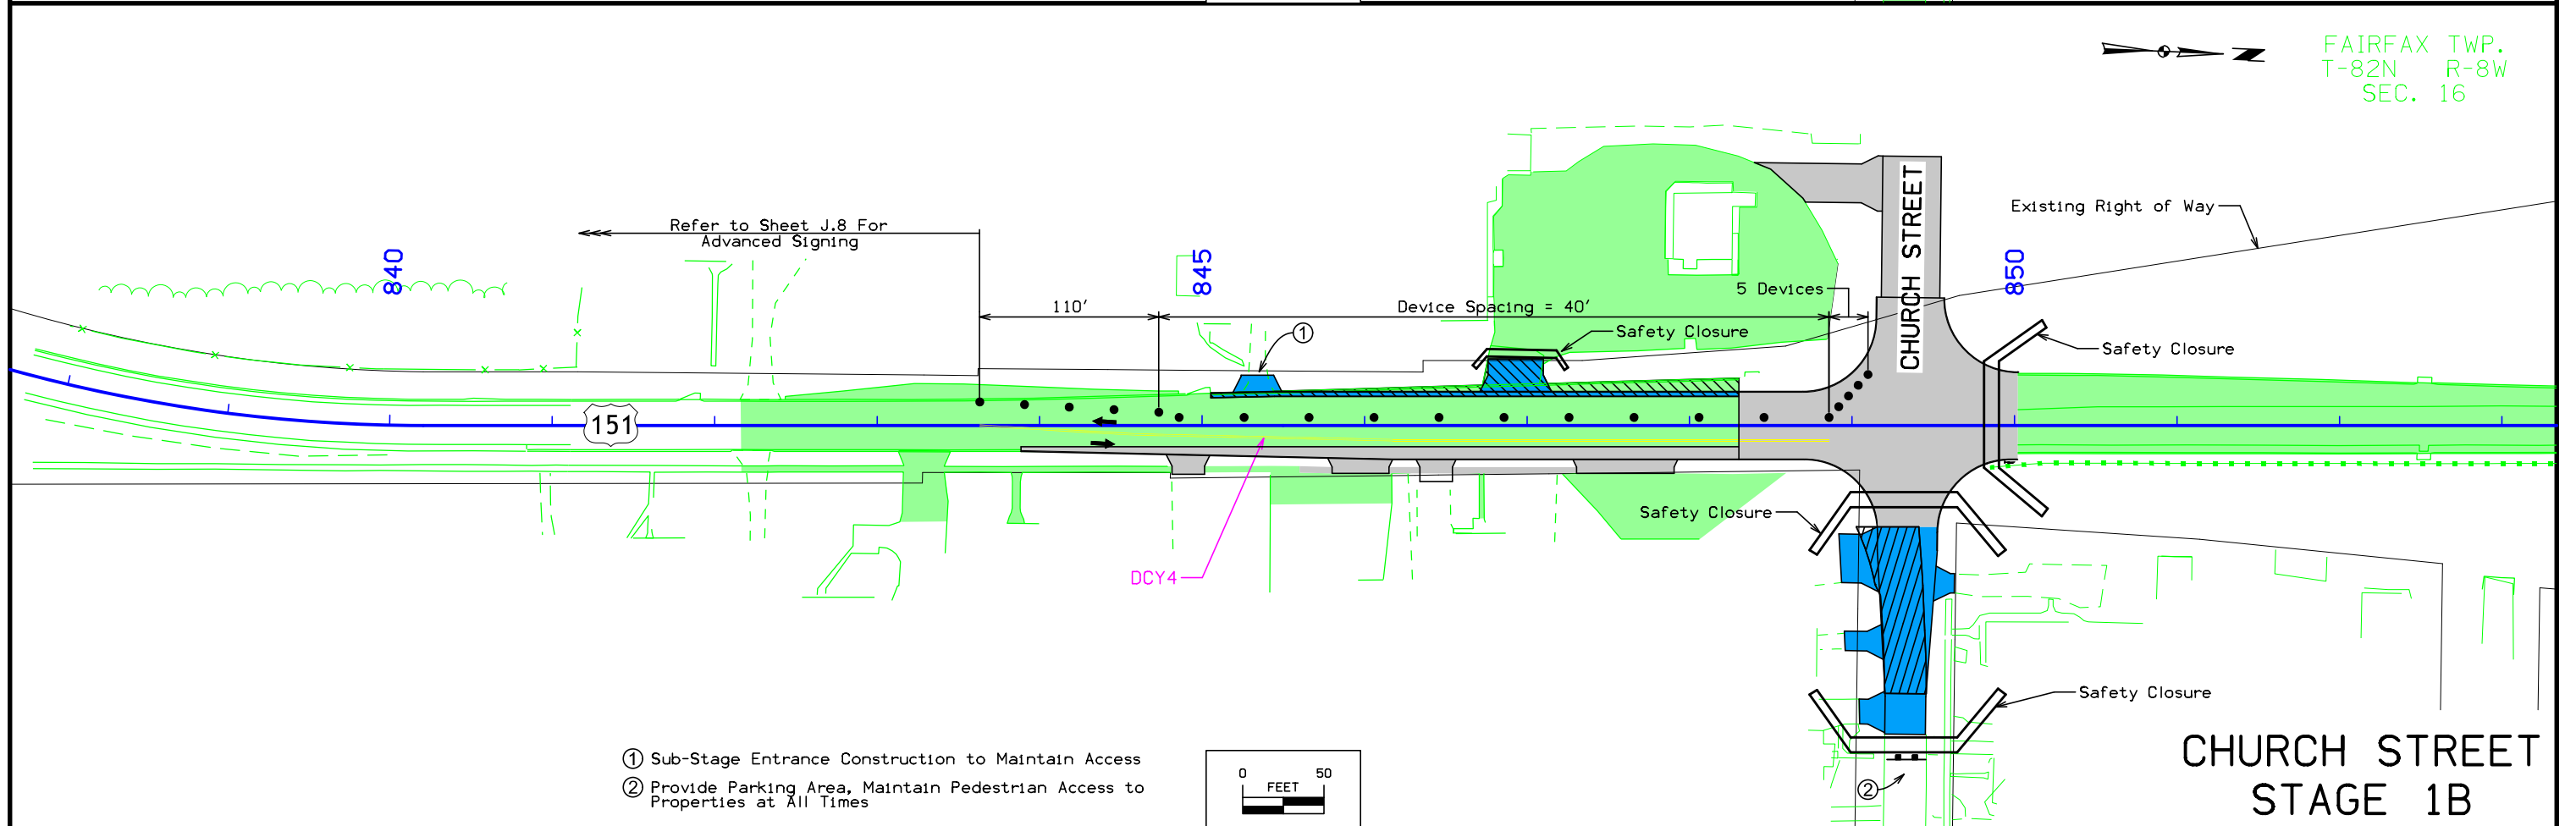 FAIRFAX TWP.
T-82N R-8W
SEC. 16
N
Refer to Sheet J.8 For
Advanced Signing
840
845
850
110'
Device Spacing = 40'
5 Devices
CHURCH STREET
Existing Right of Way
1
Safety Closure
Safety Closure
151
Safety Closure
DCY4
Safety Closure
2
1 Sub-Stage Entrance Construction to Maintain Access
2 Provide Parking Area, Maintain Pedestrian Access to
Properties at All Times
0 50
FEET
CHURCH STREET
STAGE 1B